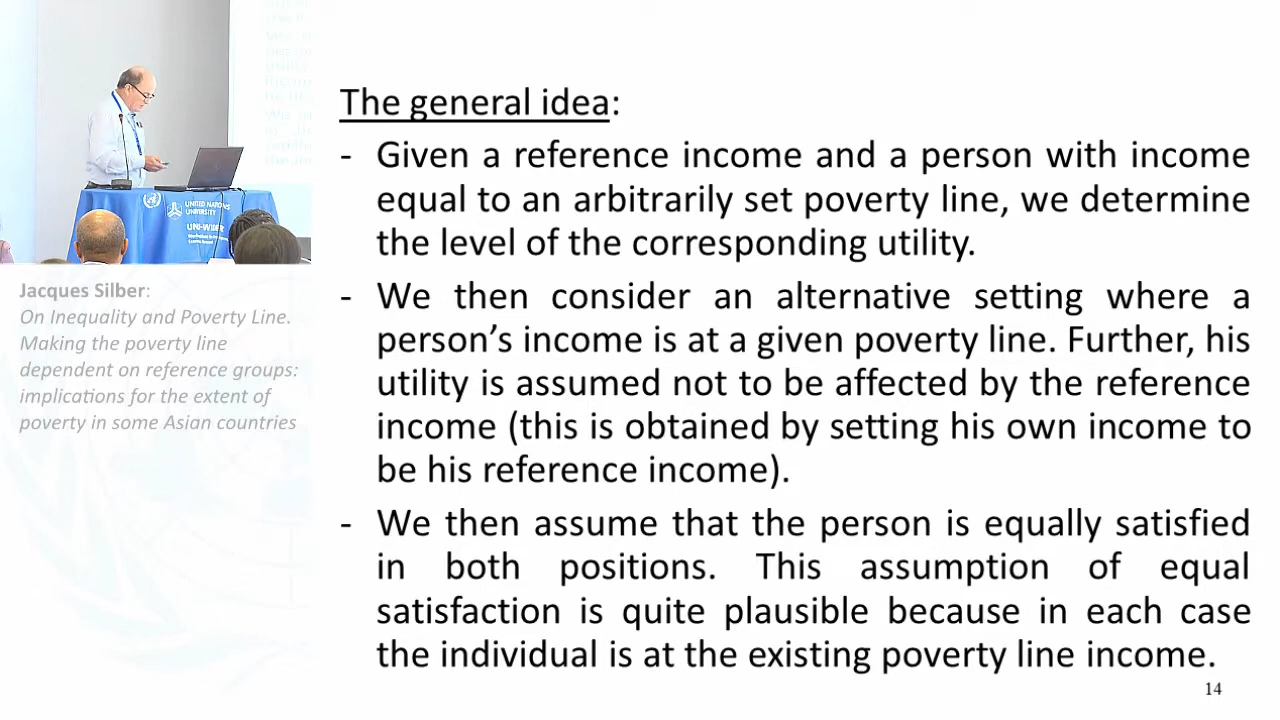 UNITED NATIONS
UNIVERSITY
UNU-WIDER
Jacques Silber:
On Inequality and Poverty Line.
Making the poverty line
dependent on reference groups:
implications for the extent of
poverty in some Asian countries
The general idea:
- Given a reference income and a person with income
equal to an arbitrarily set poverty line, we determine
the level of the corresponding utility.
- We then consider an alternative setting where a
person’s income is at a given poverty line. Further, his
utility is assumed not to be affected by the reference
income (this is obtained by setting his own income to
be his reference income).
- We then assume that the person is equally satisfied
in both positions. This assumption of equal
satisfaction is quite plausible because in each case
the individual is at the existing poverty line income.
14